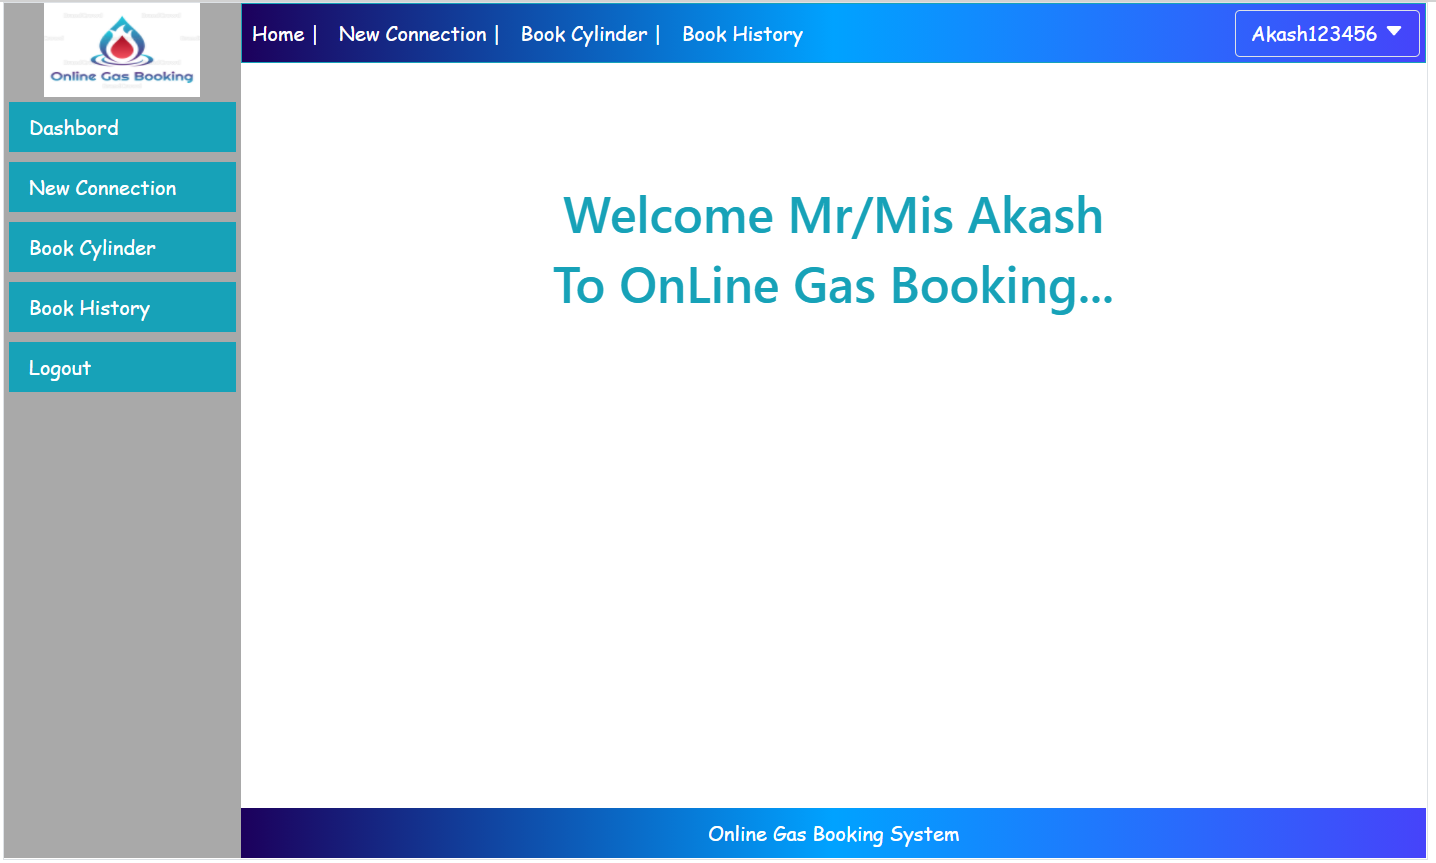 Online Gas Booking
Home | New Connection | Book Cylinder | Book History
Akash123456
Dashbord
New Connection
Book Cylinder
Book History
Logout
Welcome Mr/Mis Akash
To OnLine Gas Booking...
Online Gas Booking System